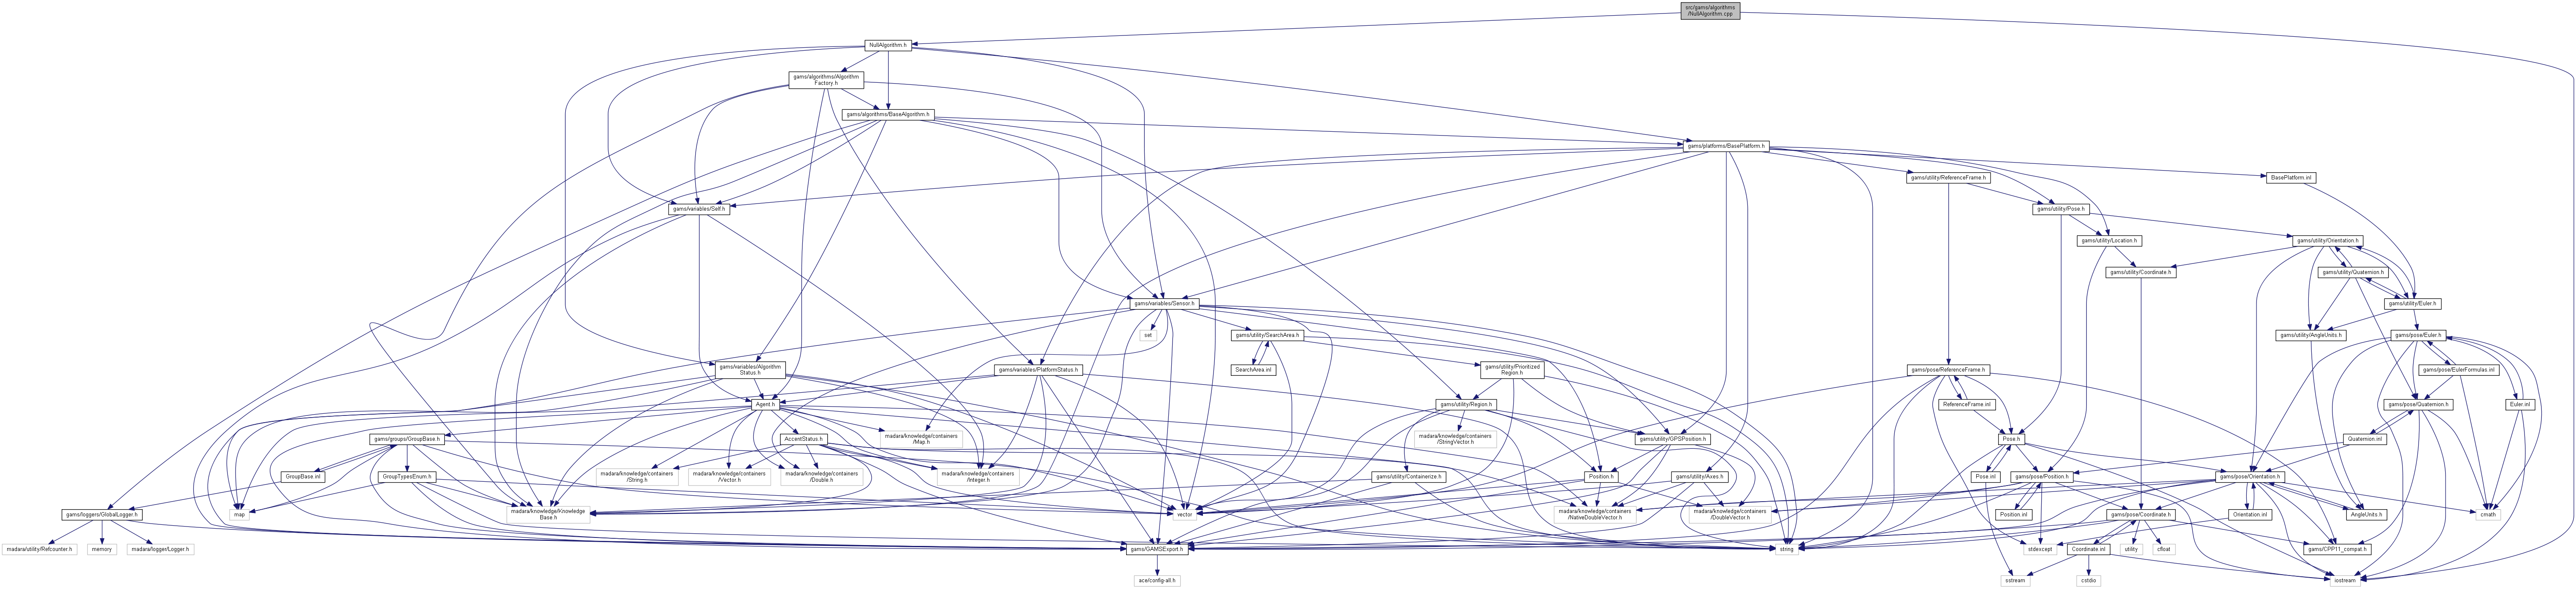 src/gams/algorithms
/NullAlgorithm.cpp
NullAlgorithm.h
gams/algorithms/Algorithm
Factory.h
gams/algorithms/BaseAlgorithm.h
gams/platforms/BasePlatform.h
gams/utility/ReferenceFrame.h
BasePlatform.inl
gams/variables/Self.h
gams/utility/Pose.h
gams/utility/Location.h
gams/utility/Orientation.h
gams/utility/Coordinate.h
gams/utility/Quaternion.h
gams/variables/Sensor.h
gams/utility/Euler.h
set
gams/utility/SearchArea.h
gams/utility/AngleUnits.h
gams/pose/Euler.h
gams/variables/Algorithm
Status.h
gams/variables/PlatformStatus.h
SearchArea.inl
gams/utility/Prioritized
Region.h
gams/pose/ReferenceFrame.h
gams/pose/EulerFormulas.inl
Agent.h
gams/utility/Region.h
ReferenceFrame.inl
gams/pose/Quaternion.h
Euler.inl
gams/groups/GroupBase.h
AccentStatus.h
madara/knowledge/containers
/Map.h
madara/knowledge/containers
/StringVector.h
gams/utility/GPSPosition.h
Pose.h
Quaternion.inl
GroupBase.inl
GroupTypesEnum.h
madara/knowledge/containers
/String.h
madara/knowledge/containers
/Vector.h
madara/knowledge/containers
/Double.h
madara/knowledge/containers
/Integer.h
gams/utility/Containerize.h
Position.h
gams/utility/Axes.h
Pose.inl
gams/pose/Position.h
gams/pose/Orientation.h
gams/loggers/GlobalLogger.h
map
madara/knowledge/Knowledge
Base.h
vector
madara/knowledge/containers
/NativeDoubleVector.h
madara/knowledge/containers
/DoubleVector.h
Position.inl
gams/pose/Coordinate.h
Orientation.inl
AngleUnits.h
cmath
madara/utility/Refcounter.h
memory
madara/logger/Logger.h
gams/GAMSExport.h
string
stdexcept
Coordinate.inl
utility
cfloat
gams/CPP11_compat.h
ace/config-all.h
sstream
cstdio
iostream